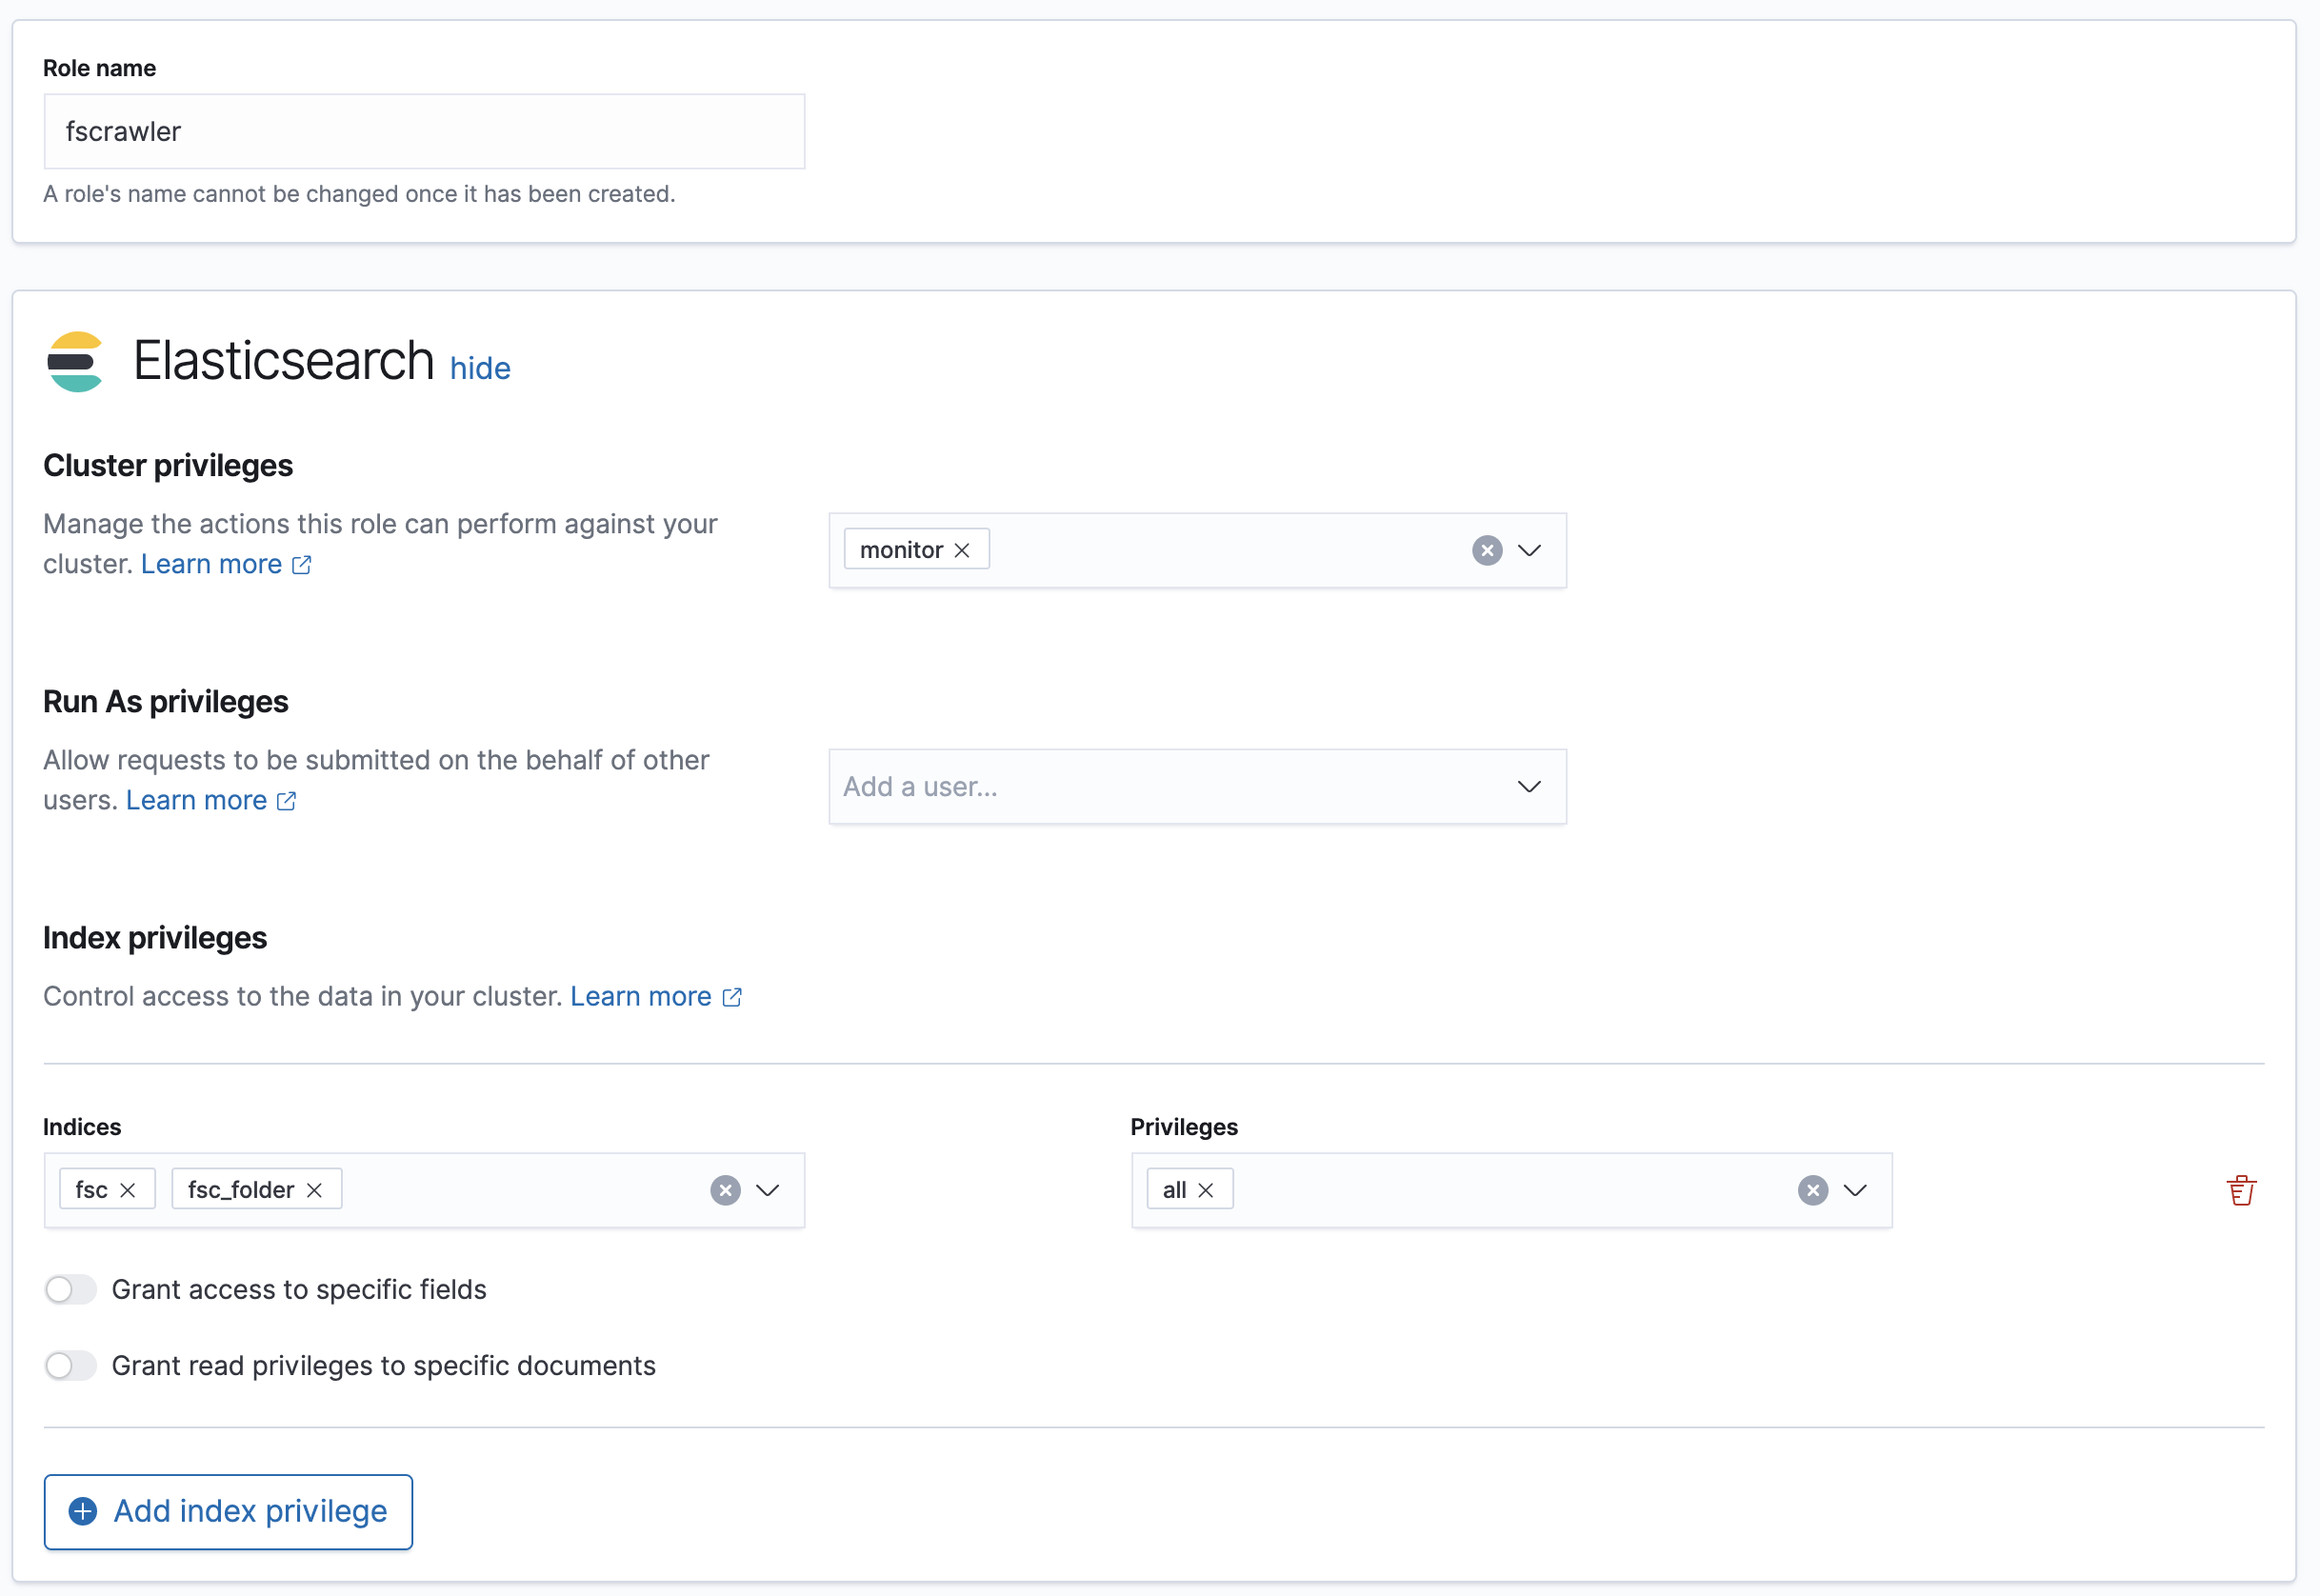 Role name
fscrawler
A role's name cannot be changed once it has been created.
Elasticsearch hide
Cluster privileges
Manage the actions this role can perform against your
cluster. Learn more
monitor
Run As privileges
Allow requests to be submitted on the behalf of other
users. Learn more
Add a user...
Index privileges
Control access to the data in your cluster. Learn more
Indices
fsc fsc_folder
Privileges
all
Grant access to specific fields
Grant read privileges to specific documents
Add index privilege